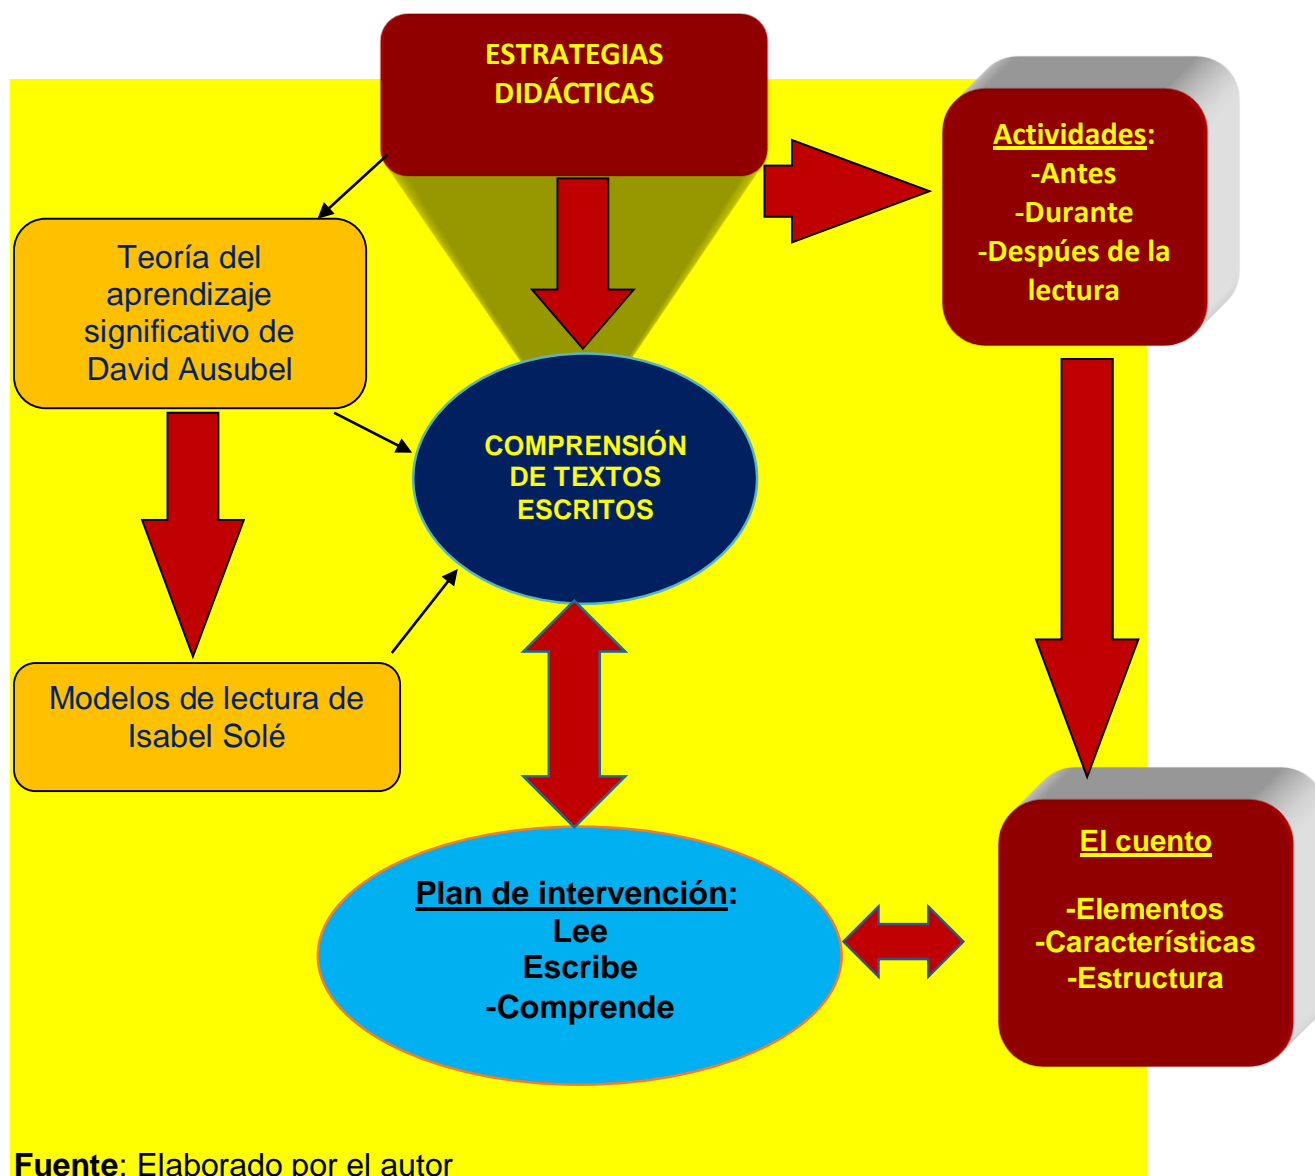 ESTRATEGIAS
DIDÁCTICAS
Actividades:
-Antes
-Durante
-Despúes de la
lectura
Teoría del
aprendizaje
significativo de
David Ausubel
COMPRENSIÓN
DE TEXTOS
ESCRITOS
Modelos de lectura de
Isabel Solé
El cuento
-Elementos
-Características
-Estructura
Plan de intervención:
Lee
Escribe
-Comprende
Fuente: Elaborado por el autor